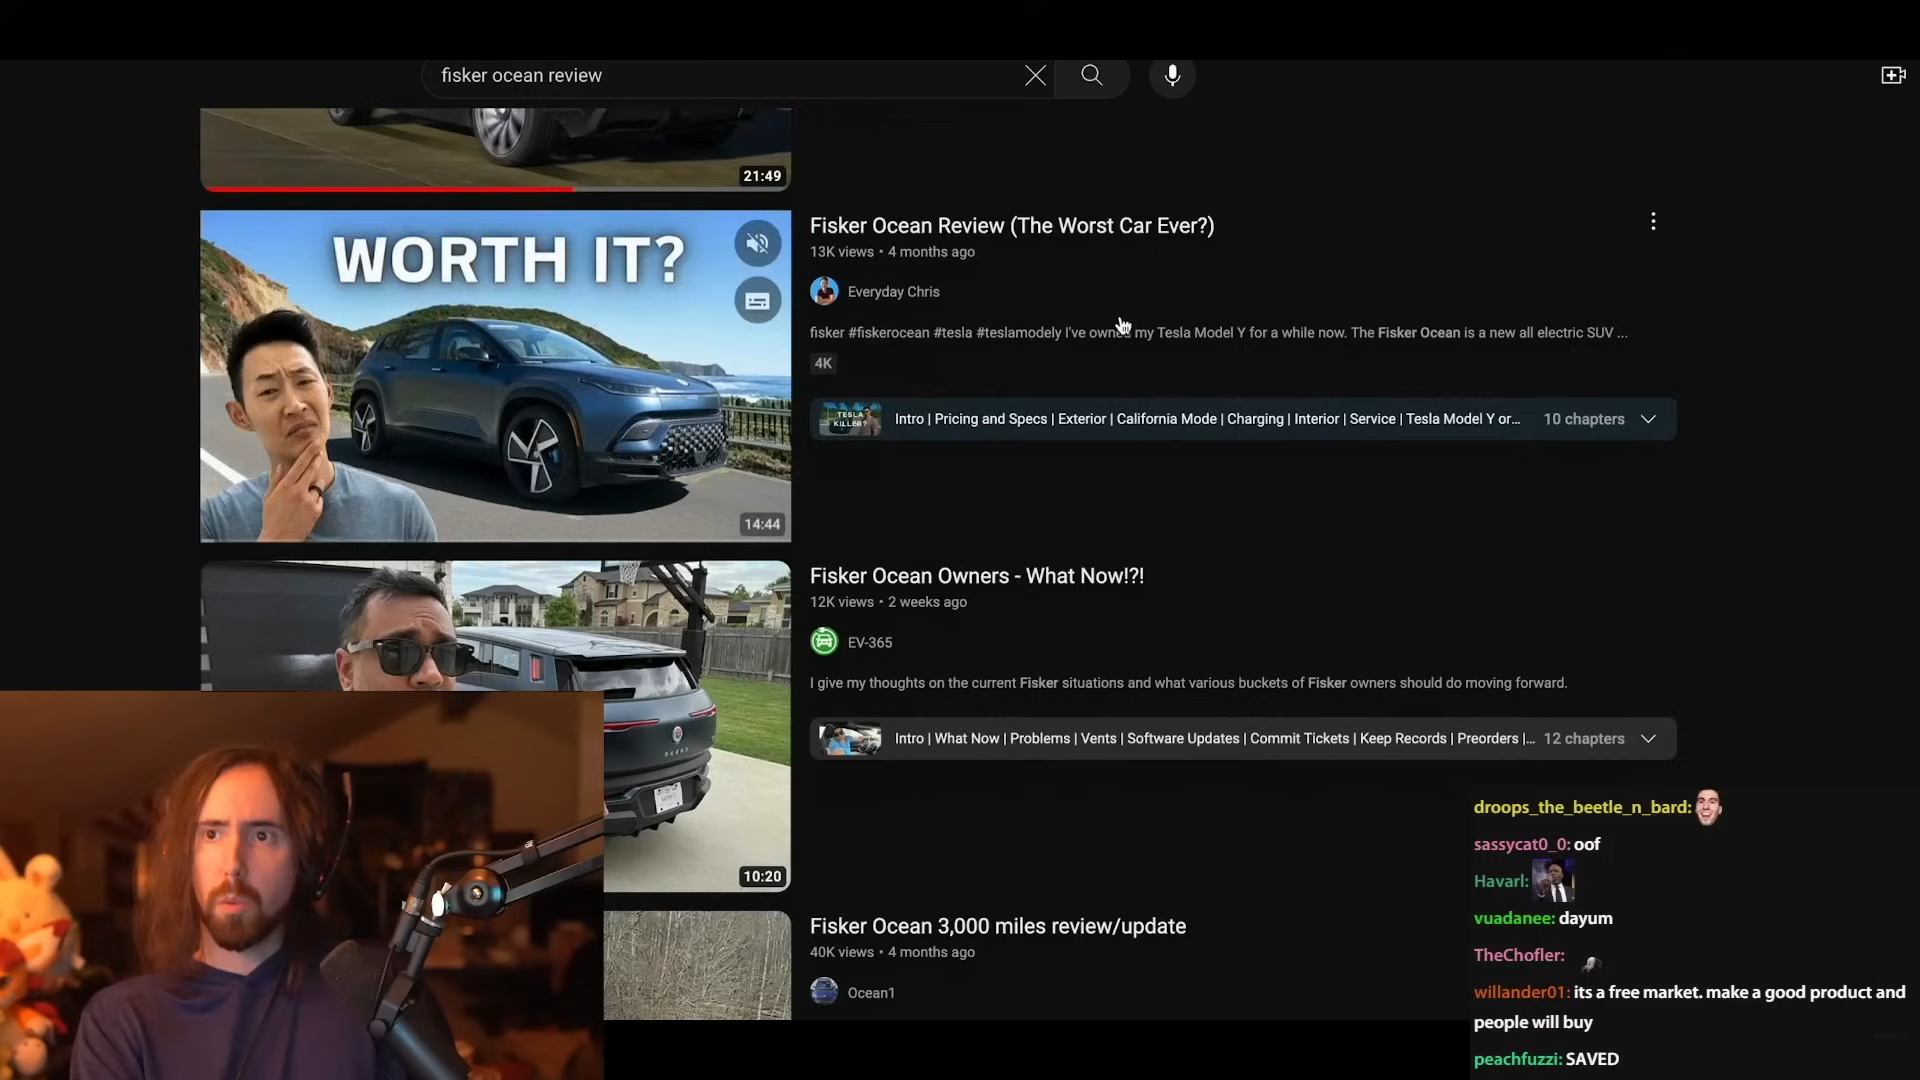 fisker ocean review
21:49
WORTH IT?
14:44
Fisker Ocean Review (The Worst Car Ever?)
13K views • 4 months ago
Everyday Chris
fisker #fiskerocean #tesla #teslamodely I've owned my Tesla Model Y for a while now. The Fisker Ocean is a new all electric SUV ...
4K
TESLA
KILLER?
Intro | Pricing and Specs | Exterior | California Mode | Charging | Interior | Service | Tesla Model Y or... 10 chapters
Fisker Ocean Owners - What Now!?!
12K views • 2 weeks ago
EV-365
I give my thoughts on the current Fisker situations and what various buckets of Fisker owners should do moving forward.
Intro | What Now | Problems | Vents | Software Updates | Commit Tickets | Keep Records | Preorders |... 12 chapters
OCEAN
10:20
Fisker Ocean 3,000 miles review/update
40K views • 4 months ago
Ocean1
droops_the_beetle_n_bard:
sassycat0_0: oof
Havarl:
vuadanee: dayum
TheChofler:
willander01: its a free market. make a good product and
people will buy
peachfuzzi: SAVED